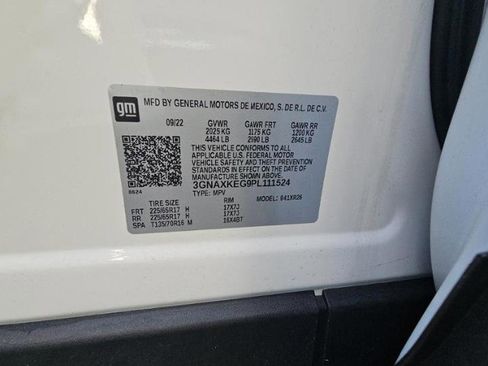 gm MFD BY GENERAL MOTORS DE MEXICO, S. DE R.L. DE C.V.
09/22 GVWR GAWR FRT GAWR RR
2025 KG 1175 KG 1200 KG
4464 LB 2590 LB 2645 LB
THIS VEHICLE CONFORMS TO ALL
APPLICABLE U.S. FEDERAL MOTOR
VEHICLE SAFETY AND THEFT PREVENTION
STANDARDS IN EFFECT ON THE DATE OF
MANUFACTURE SHOWN ABOVE.
3GNAXKEG9PL111524
8624 TYPE: MPV MODEL:
TIRE SIZE RIM
FRT 225/65R17 H 17X7J
RR 225/65R17 H 17X7J
SPA T135/70R16 M 16X4BT